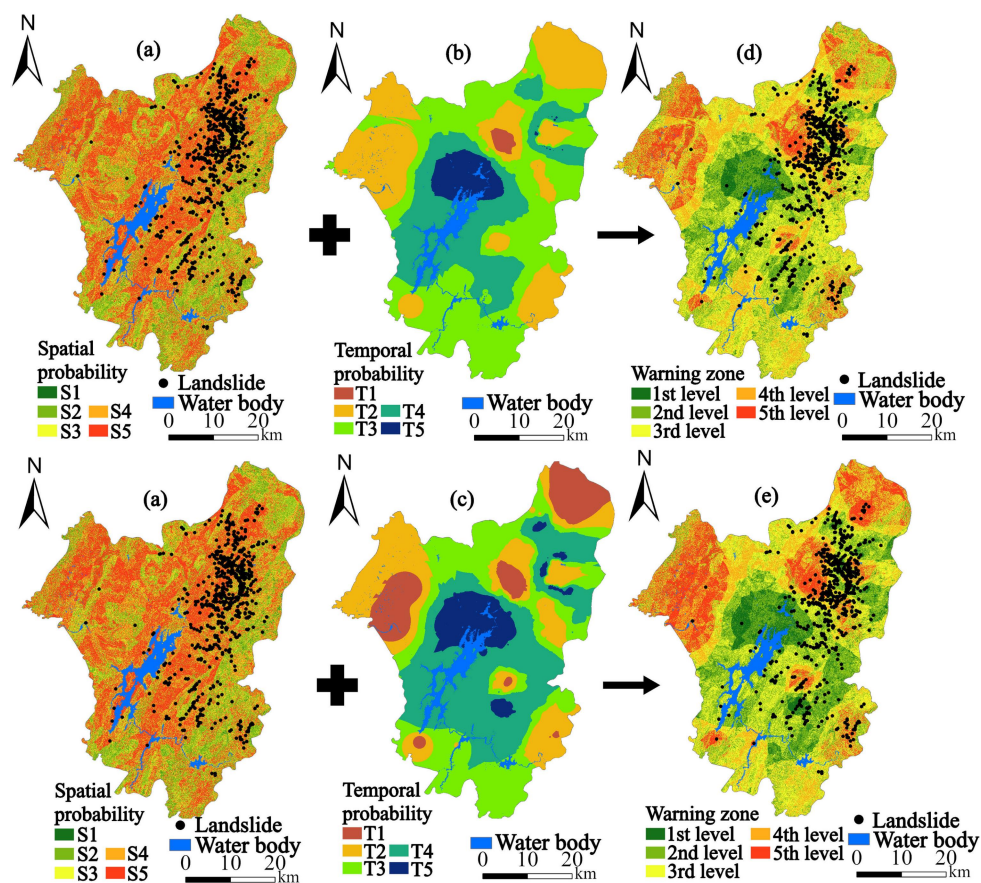 N
(a)
Spatial
probability
S1
S2
S3
S4
S5
Landslide
Water body
0 10 20
km
N
(b)
Temporal
probability
T1
T2
T3
T4
T5
Water body
0 10 20
km
N
(d)
Warning zone
1st level
2nd level
3rd level
4th level
5th level
Landslide
Water body
0 10 20
km
N
(a)
Spatial
probability
S1
S2
S3
S4
S5
Landslide
Water body
0 10 20
km
N
(c)
Temporal
probability
T1
T2
T3
T4
T5
Water body
0 10 20
km
N
(e)
Warning zone
1st level
2nd level
3rd level
4th level
5th level
Landslide
Water body
0 10 20
km